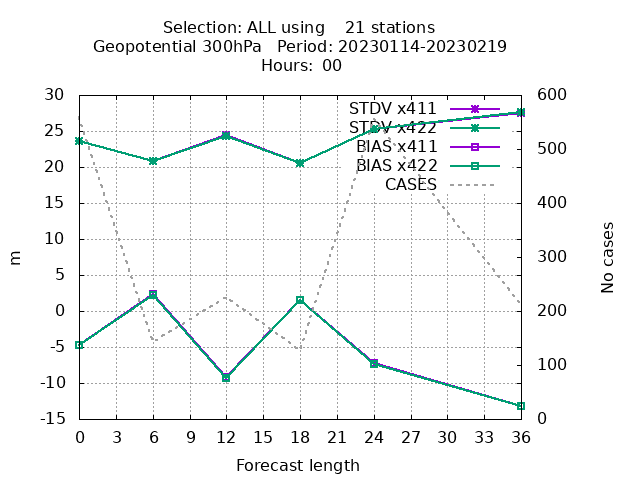 Selection: ALL using    21 stations
Geopotential 300hPa   Period: 20230114-20230219
Hours: 00
30
25
20
15
10
5
0
-5
-10
-15
m
600
500
400
300
200
100
0
No cases
STDV x411
STDV x422
BIAS x411
BIAS x422
CASES
0 3 6 9 12 15 18 21 24 27 30 33 36
Forecast length